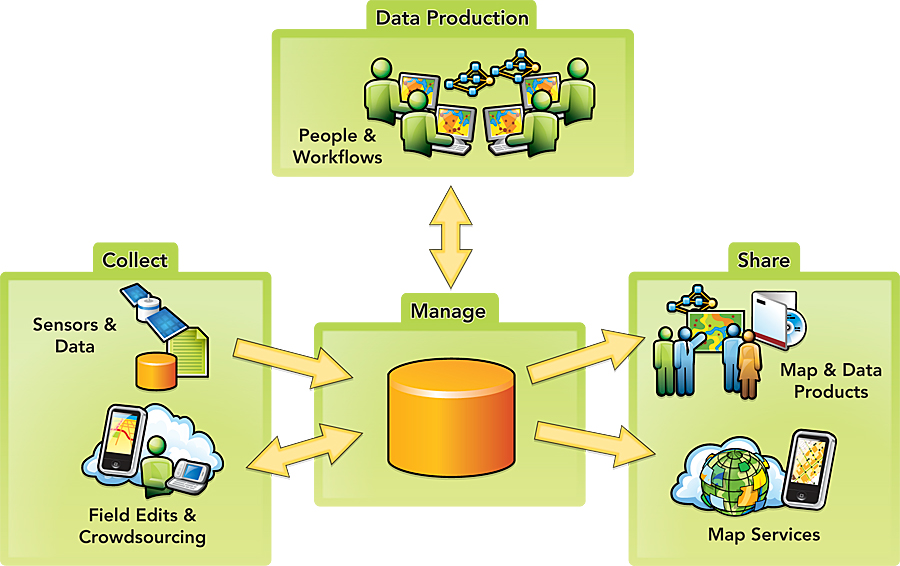 Data Production
People &
Workflows
Collect
Sensors &
Data
Field Edits &
Crowdsourcing
Manage
Share
Map & Data
Products
Map Services